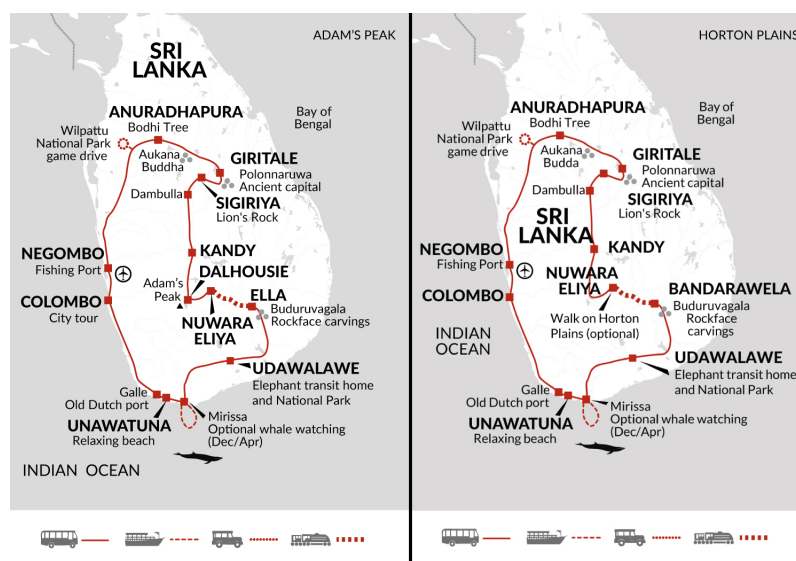 ADAM'S PEAK
SRI
LANKA
ANURADHAPURA
Bodhi Tree
Bay of
Bengal
Wilpattu
National Park
game drive
Aukana
Buddha
GIRITALE
Polonnaruwa
Ancient capital
Dambulla
SIGIRIYA
Lion's Rock
NEGOMBO
Fishing Port
KANDY
DALHOUSIE
Adam's
Peak
COLOMBO
City tour
ELLA
Buduruvagala
Rockface carvings
NUWARA
ELIYA
UDAWALAWE
Elephant transit home
and National Park
Galle
Old Dutch port
UNAWATUNA
Relaxing beach
Mirissa
Optional whale watching
(Dec/Apr)
INDIAN OCEAN
HORTON PLAINS
ANURADHAPURA
Bodhi Tree
Bay of
Bengal
Wilpattu
National Park
game drive
Aukana
Budda
GIRITALE
Polonnaruwa
Ancient capital
Dambulla
SIGIRIYA
Lion's Rock
SRI
LANKA
NEGOMBO
Fishing Port
KANDY
NUWARA
ELIYA
COLOMBO
BANDARAWELA
Buduruvagala
Rockface
carvings
Walk on Horton
Plains (optional)
INDIAN
OCEAN
UDAWALAWE
Elephant transit home
and National Park
Galle
Old Dutch port
UNAWATUNA
Relaxing beach
Mirissa
Optional whale watching
(Dec/Apr)